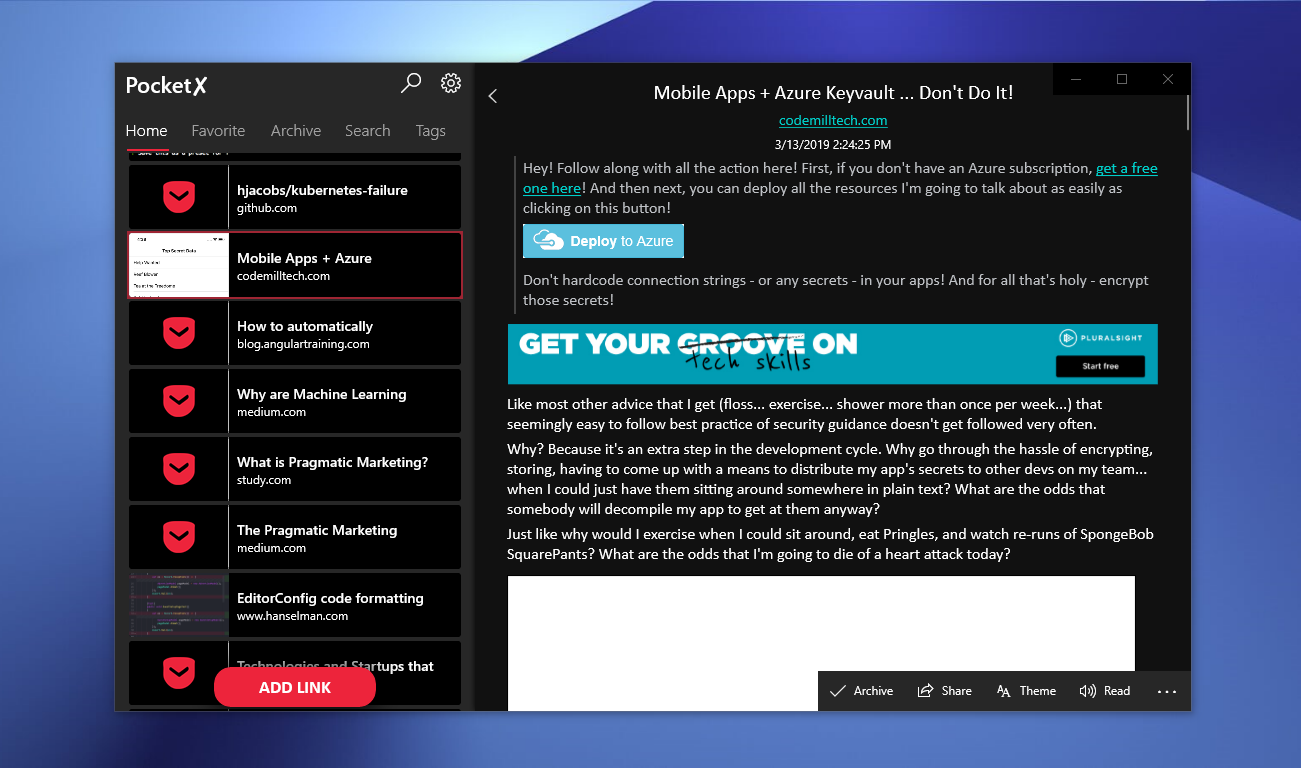 PocketX
Home Favorite Archive Search Tags
hjacobs/kubernetes-failure
github.com
4:38
Top Secret Data
Help Wanted
Reef Blower
Tea at the Treedome
Mobile Apps + Azure
codemilltech.com
How to automatically
blog.angulartraining.com
Why are Machine Learning
medium.com
What is Pragmatic Marketing?
study.com
The Pragmatic Marketing
medium.com
EditorConfig code formatting
www.hanselman.com
Technologies and Startups that
ADD LINK
Mobile Apps + Azure Keyvault ... Don't Do It!
codemilltech.com
3/13/2019 2:24:25 PM
Hey! Follow along with all the action here! First, if you don't have an Azure subscription, get a free
one here! And then next, you can deploy all the resources I'm going to talk about as easily as
clicking on this button!
Deploy to Azure
Don't hardcode connection strings - or any secrets - in your apps! And for all that's holy - encrypt
those secrets!
GET YOUR GROOVE ON
tech skills
PLURALSIGHT
Start free
Like most other advice that I get (floss... exercise... shower more than once per week...) that
seemingly easy to follow best practice of security guidance doesn't get followed very often.
Why? Because it's an extra step in the development cycle. Why go through the hassle of encrypting,
storing, having to come up with a means to distribute my app's secrets to other devs on my team...
when I could just have them sitting around somewhere in plain text? What are the odds that
somebody will decompile my app to get at them anyway?
Just like why would I exercise when I could sit around, eat Pringles, and watch re-runs of SpongeBob
SquarePants? What are the odds that I'm going to die of a heart attack today?
Archive Share Theme Read